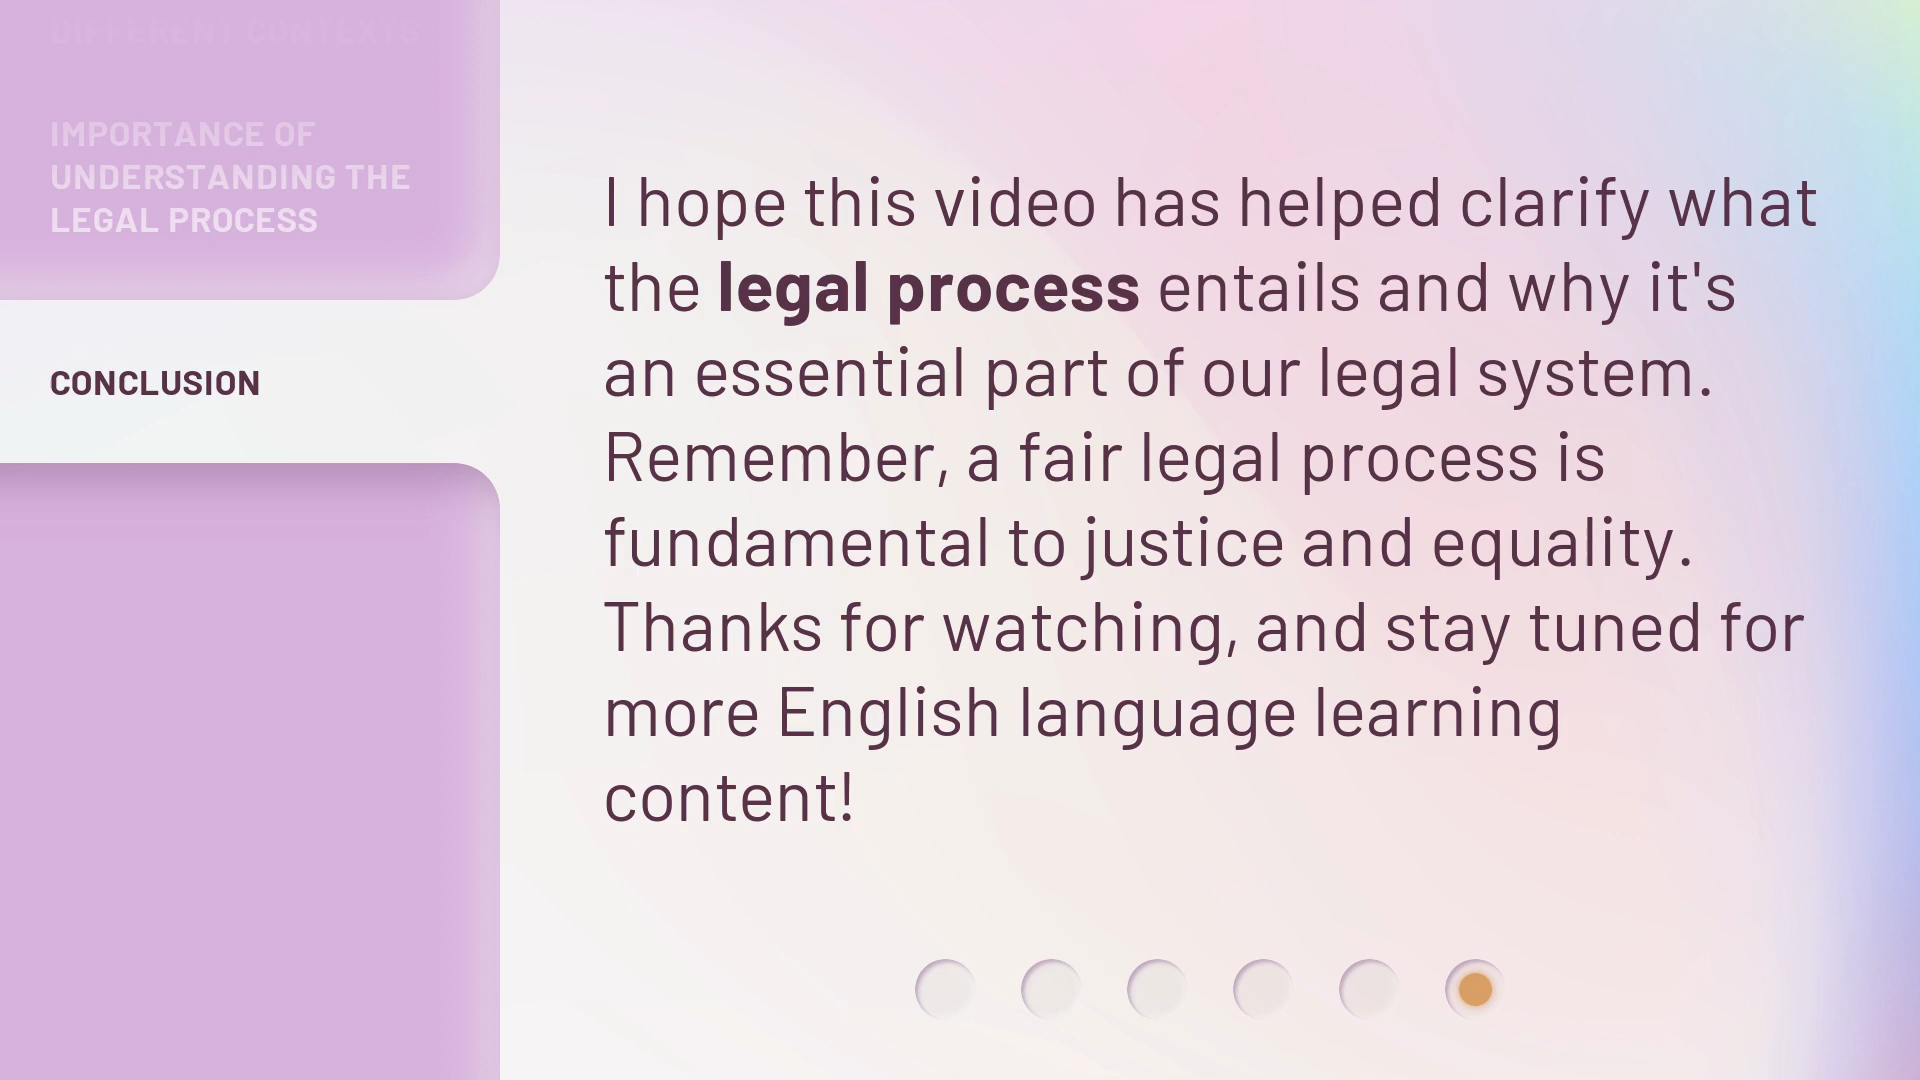 DIFFERENT CONTEXTS
IMPORTANCE OF
UNDERSTANDING THE
LEGAL PROCESS
CONCLUSION
I hope this video has helped clarify what
the legal process entails and why it's
an essential part of our legal system.
Remember, a fair legal process is
fundamental to justice and equality.
Thanks for watching, and stay tuned for
more English language learning
content!